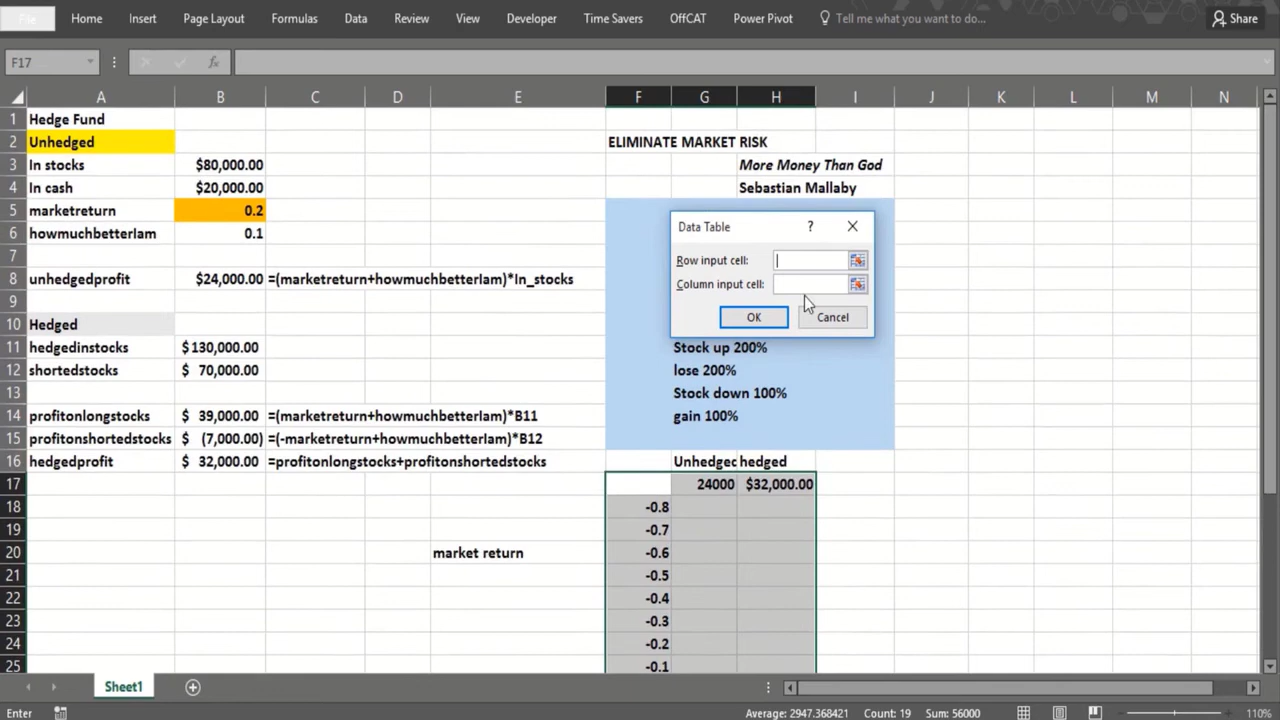 File Home Insert Page Layout Formulas Data Review View Developer Time Savers OffCAT Power Pivot Tell me what you want to do... Share
F17 fx
A B C D E F G H I J K L M N
1 Hedge Fund
2 Unhedged ELIMINATE MARKET RISK
3 In stocks $80,000.00 More Money Than God
4 In cash $20,000.00 Sebastian Mallaby
5 marketreturn 0.2
6 howmuchbetterIam 0.1
7
8 unhedgedprofit $24,000.00 =(marketreturn+howmuchbetterIam)*In_stocks
9
10 Hedged
11 hedgedinstocks $ 130,000.00 Stock up 200%
12 shortedstocks $ 70,000.00 lose 200%
13 Stock down 100%
14 profitonlongstocks $ 39,000.00 =(marketreturn+howmuchbetterIam)*B11 gain 100%
15 profitonshortedstocks $ (7,000.00) =(-marketreturn+howmuchbetterIam)*B12
16 hedgedprofit $ 32,000.00 =profitonlongstocks+profitonshortedstocks Unhedgec hedged
17 24000 $32,000.00
18 -0.8
19 -0.7
20 market return -0.6
21 -0.5
22 -0.4
23 -0.3
24 -0.2
25 -0.1
Data Table ?
Row input cell:
Column input cell:
OK Cancel
Sheet1
Enter Average: 2947.368421 Count: 19 Sum: 56000 110%